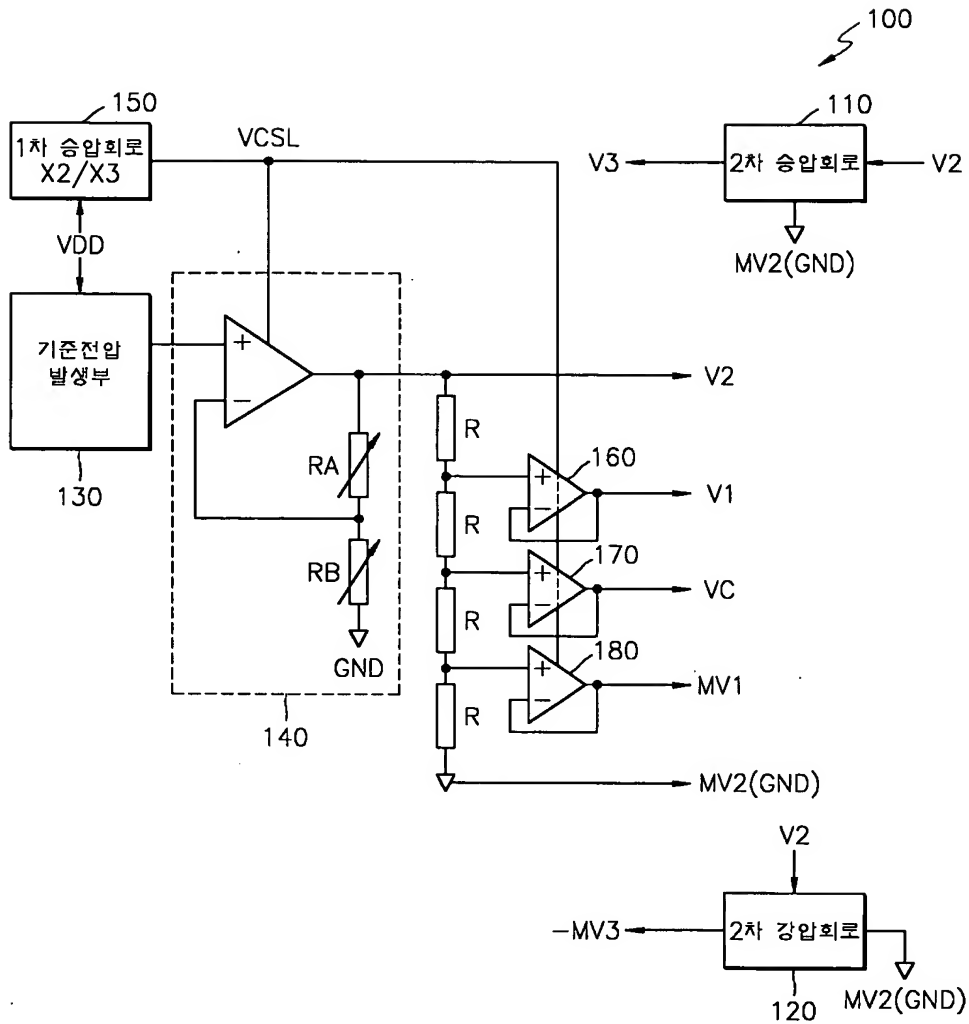 100
150
1차 승압회로
X2/X3
VCSL
110
V3
2차 승압회로
V2
MV2(GND)
VDD
기준전압
발생부
130
+
−
RA
RB
GND
140
V2
R
+
−
160
V1
R
+
−
170
VC
R
+
−
180
MV1
R
MV2(GND)
V2
−MV3
2차 강압회로
120
MV2(GND)